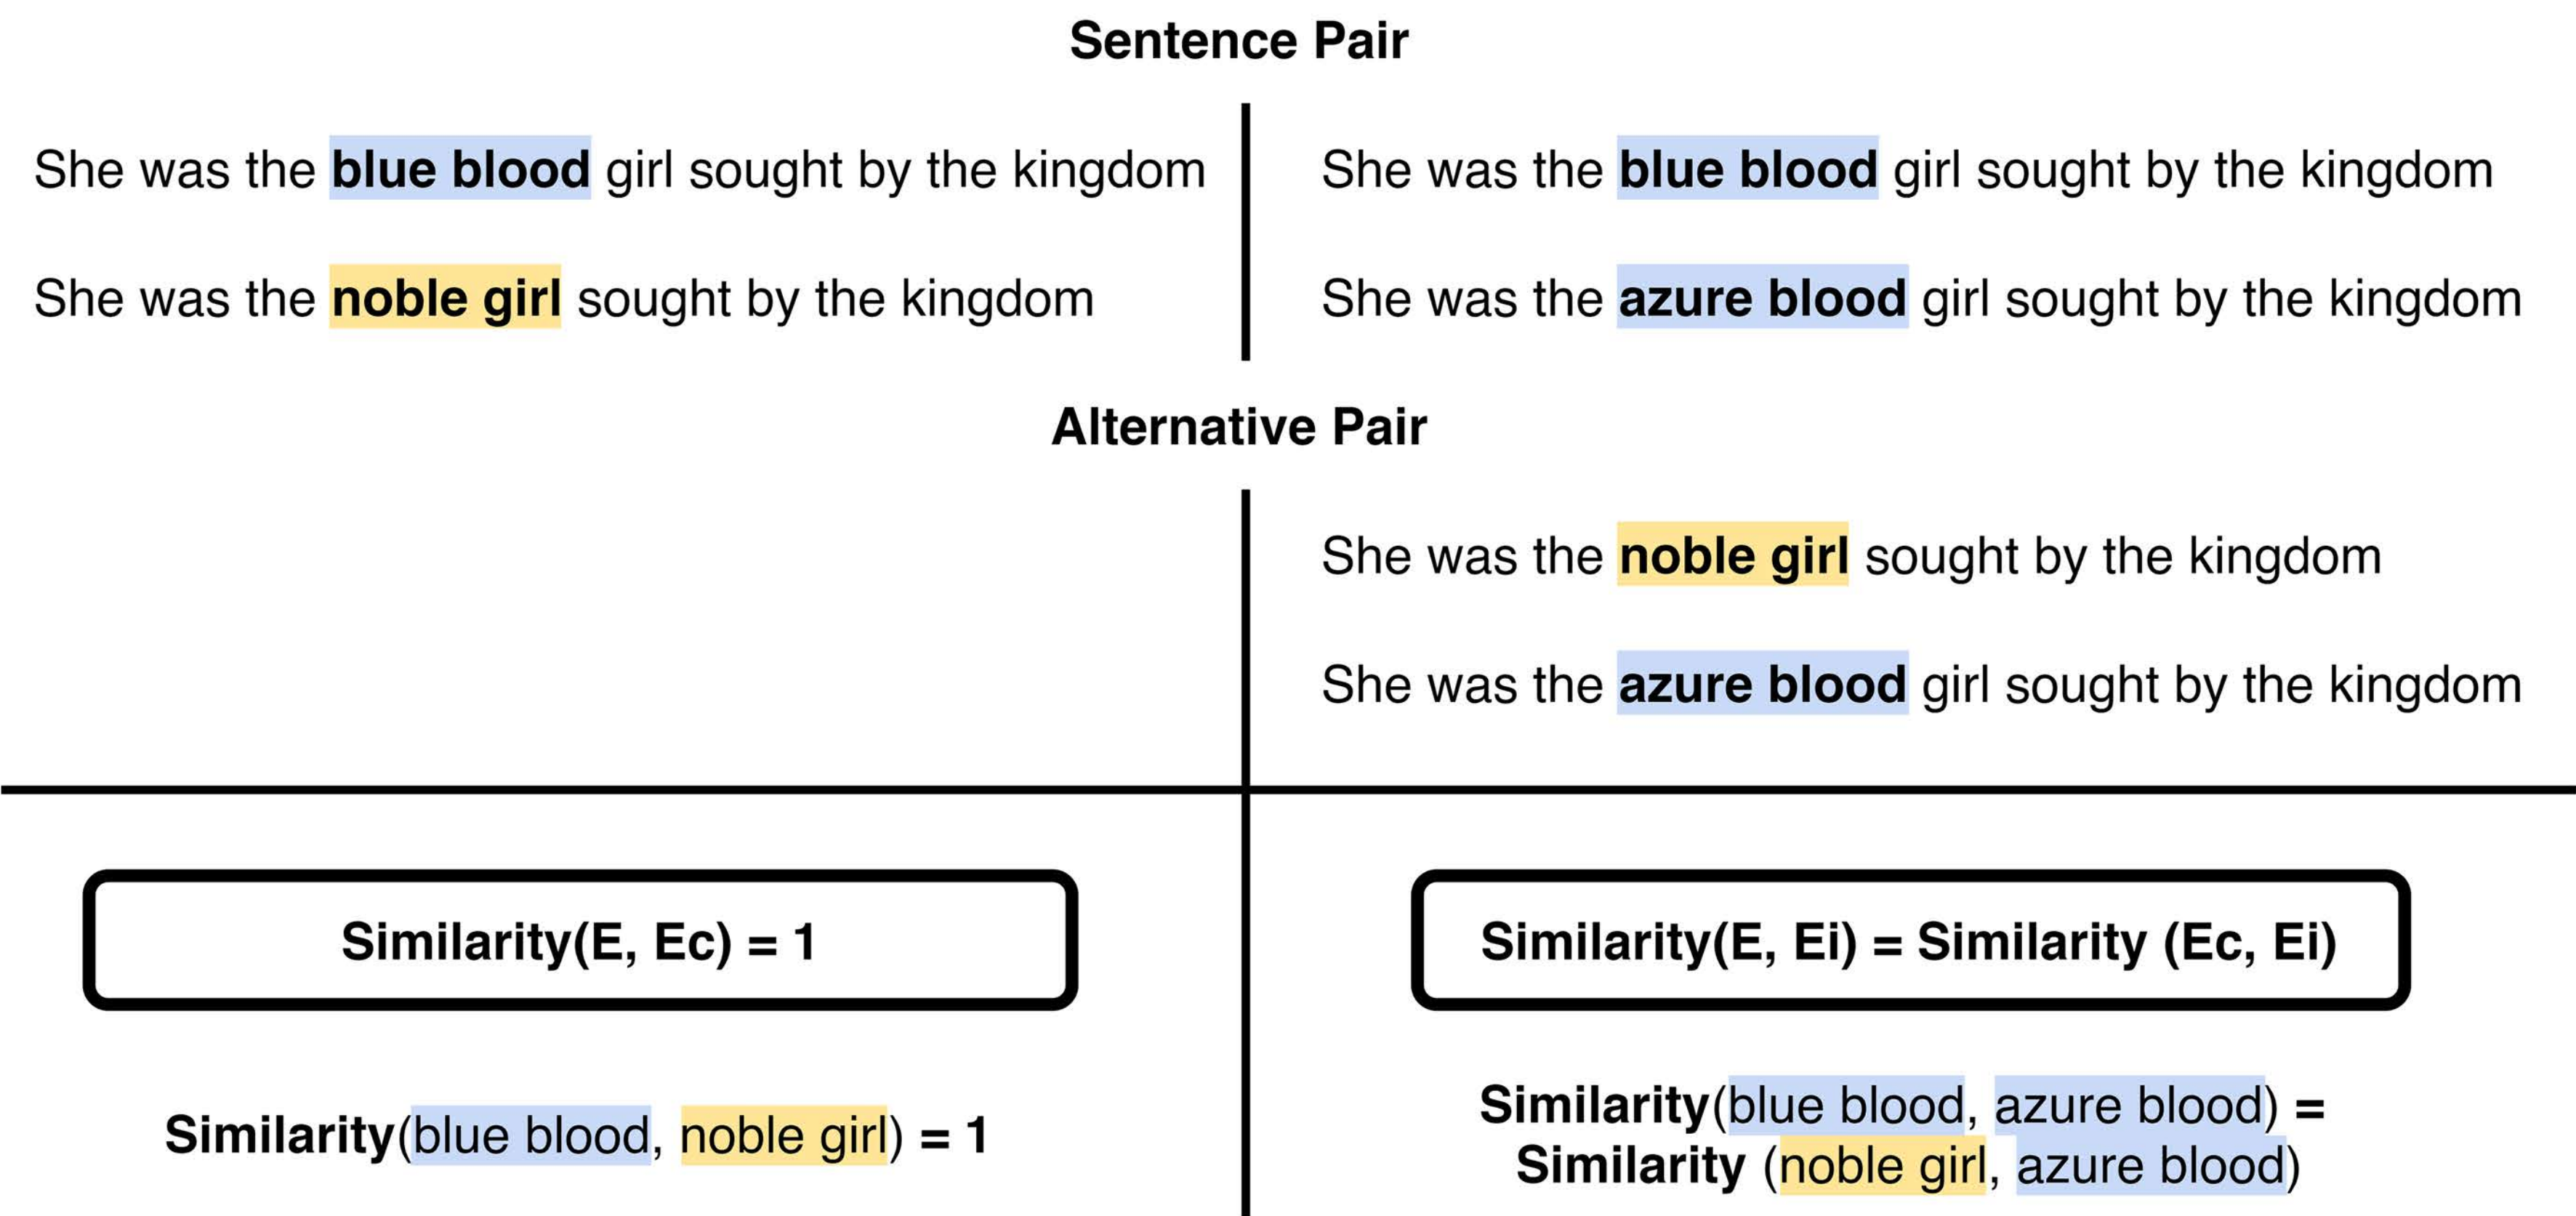 Sentence Pair
She was the blue blood girl sought by the kingdom
She was the noble girl sought by the kingdom
She was the blue blood girl sought by the kingdom
She was the azure blood girl sought by the kingdom
Alternative Pair
She was the noble girl sought by the kingdom
She was the azure blood girl sought by the kingdom
Similarity(E, Ec) = 1
Similarity(blue blood, noble girl) = 1
Similarity(E, Ei) = Similarity (Ec, Ei)
Similarity(blue blood, azure blood) =
Similarity (noble girl, azure blood)